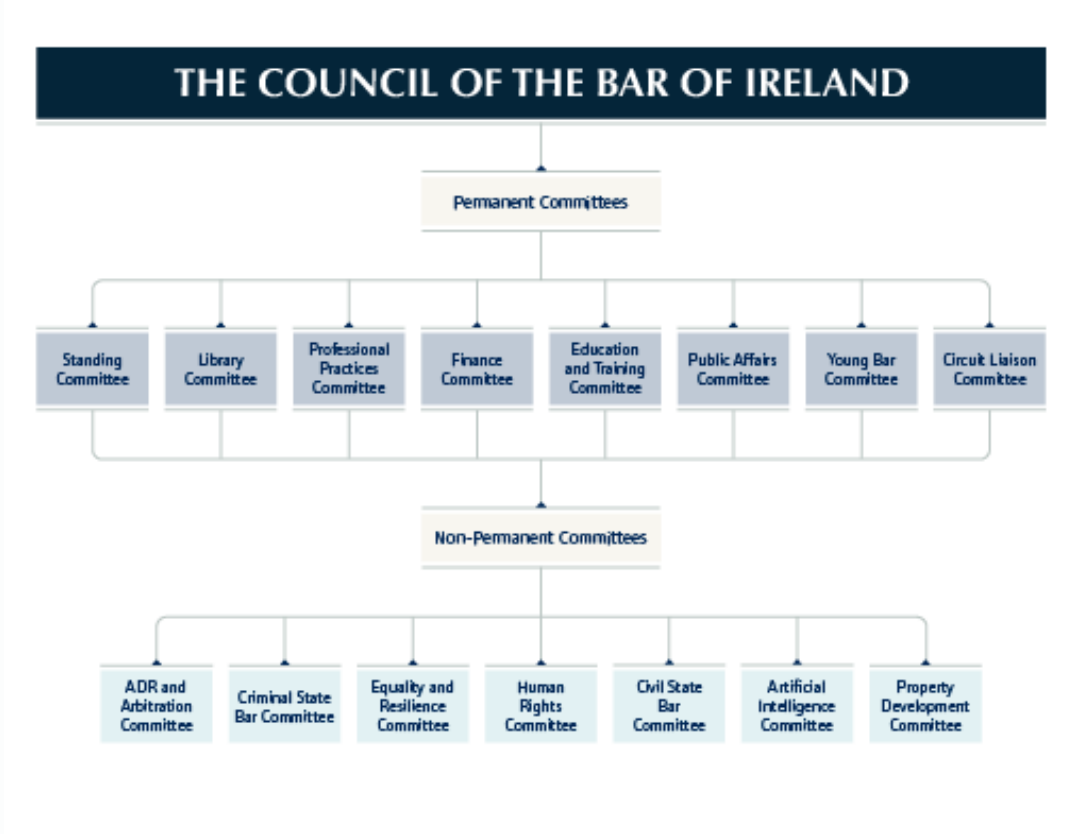 THE COUNCIL OF THE BAR OF IRELAND
Permanent Committees
Standing
Committee
Library
Committee
Professional
Practices
Committee
Finance
Committee
Education
and Training
Committee
Public Affairs
Committee
Young Bar
Committee
Circuit Liaison
Committee
Non-Permanent Committees
ADR and
Arbitration
Committee
Criminal State
Bar Committee
Equality and
Resilience
Committee
Human
Rights
Committee
Civil State
Bar
Committee
Artificial
Intelligence
Committee
Property
Development
Committee